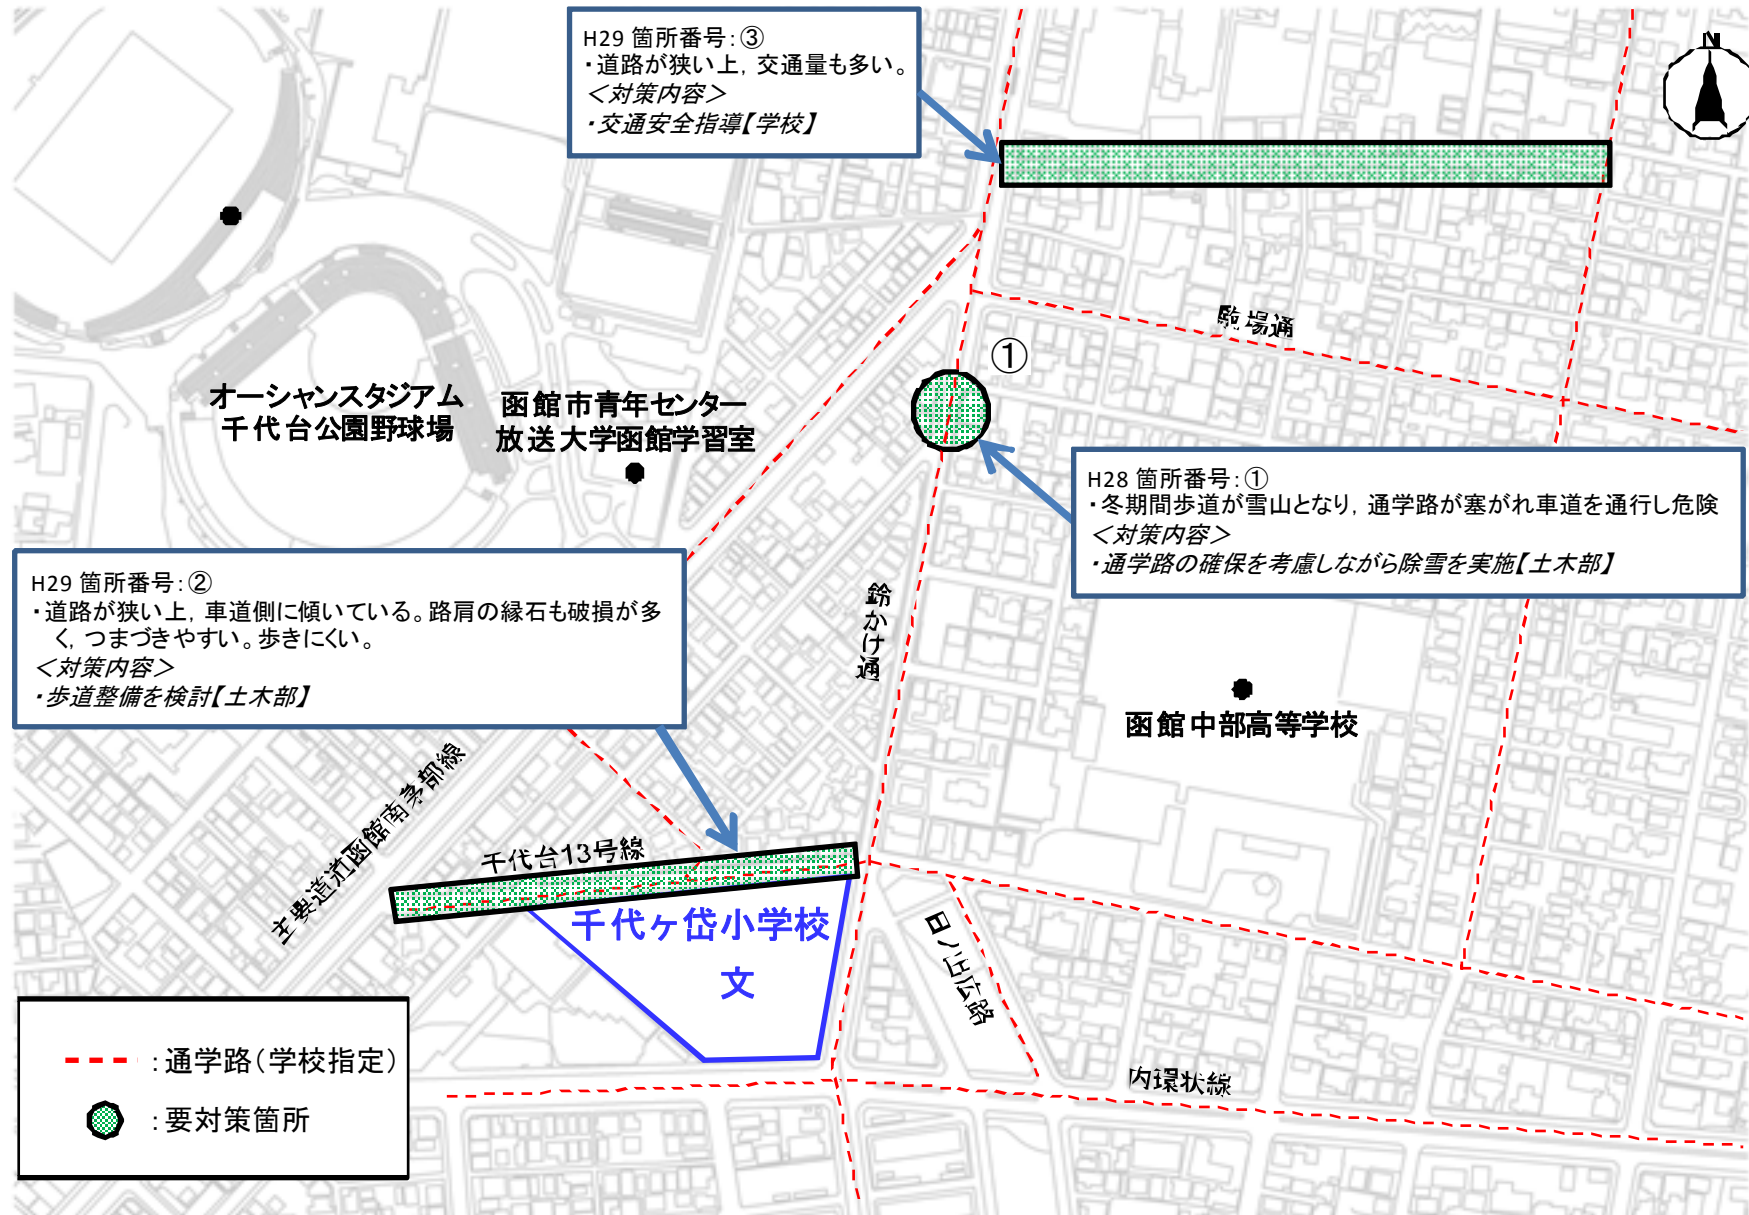 H29 箇所番号：③
・道路が狭い上，交通量も多い。
＜対策内容＞
・交通安全指導【学校】
N
臨場通
①
オーシャンスタジアム
千代台公園野球場
函館市青年センター
放送大学函館学習室
H28 箇所番号：①
・冬期間歩道が雪山となり，通学路が塞がれ車道を通行し危険
＜対策内容＞
・通学路の確保を考慮しながら除雪を実施【土木部】
H29 箇所番号：②
・道路が狭い上，車道側に傾いている。路肩の縁石も破損が多
く，つまづきやすい。歩きにくい。
＜対策内容＞
・歩道整備を検討【土木部】
鈴かけ通
函館中部高等学校
主要道道函館南茅部線
千代台13号線
千代ヶ岱小学校
文
広路
内環状線
：通学路（学校指定）
：要対策箇所